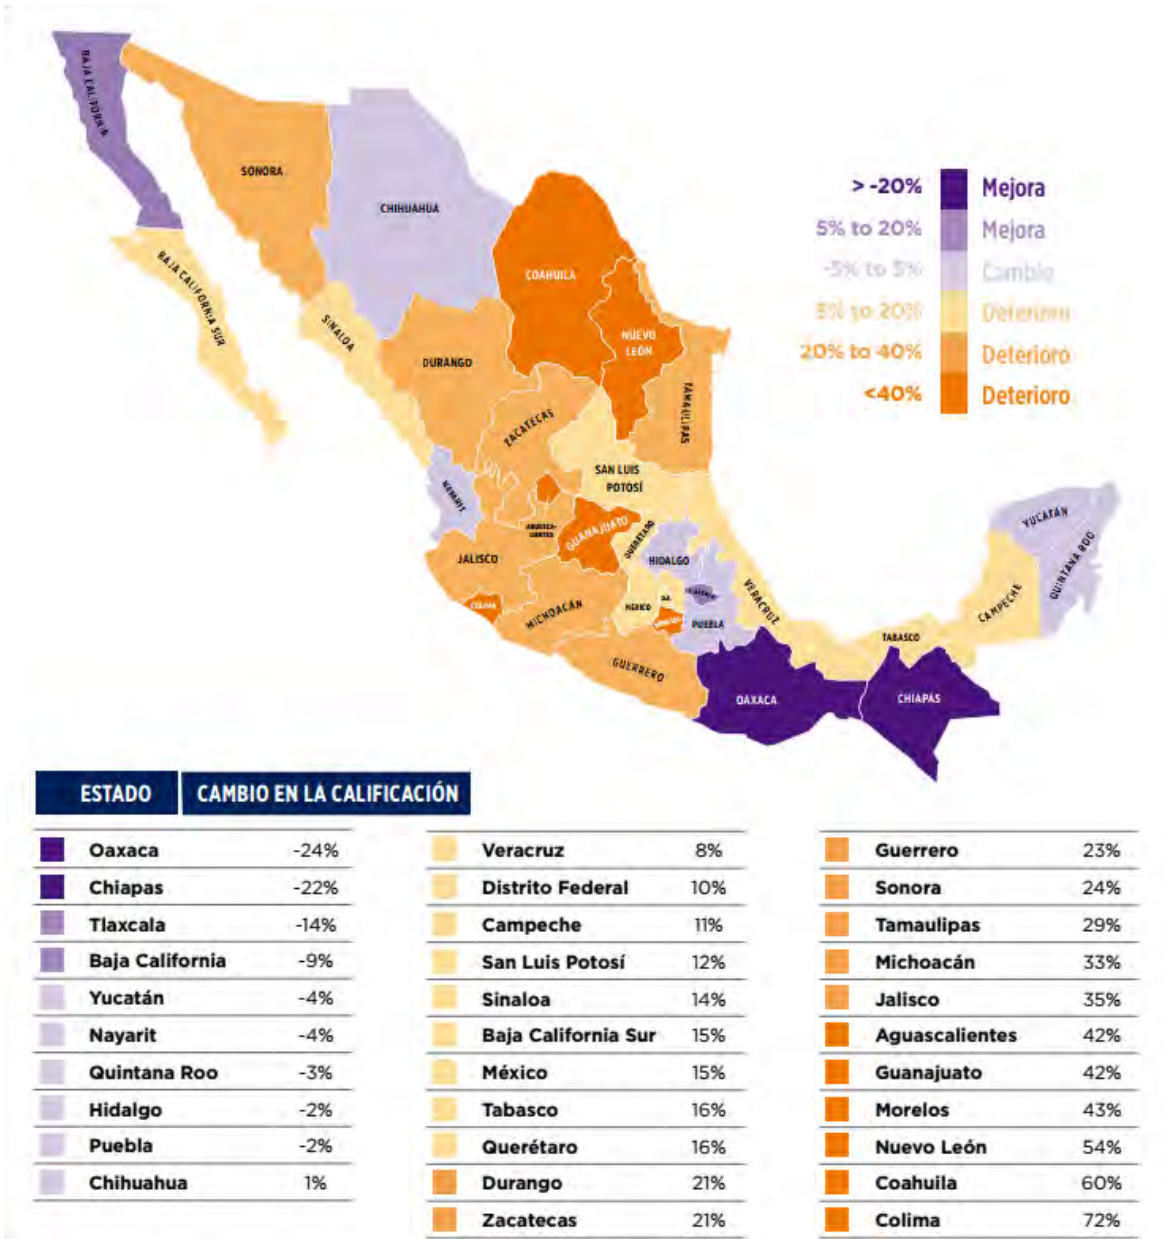 BAJA CALIFORNIA
SONORA
CHIHUAHUA
COAHUILA
BAJA CALIFORNIA SUR
SINALOA
DURANGO
NUEVO
LEÓN
TAMAULIPAS
ZACATECAS
SAN LUIS
POTOSÍ
NAYARIT
AGUASCA-
LIENTES
GUANAJUATO
QUERÉTARO
HIDALGO
JALISCO
COLIMA
MICHOACÁN
MÉXICO
D.F.
PUEBLA
VERACRUZ
GUERRERO
OAXACA
CHIAPAS
TABASCO
CAMPECHE
YUCATÁN
QUINTANA ROO
> -20% Mejora
5% to 20% Mejora
-5% to 5% Cambio
5% to 20% Deterioro
20% to 40% Deterioro
<40% Deterioro
ESTADO CAMBIO EN LA CALIFICACIÓN
Oaxaca -24%
Chiapas -22%
Tlaxcala -14%
Baja California -9%
Yucatán -4%
Nayarit -4%
Quintana Roo -3%
Hidalgo -2%
Puebla -2%
Chihuahua 1%
Veracruz 8%
Distrito Federal 10%
Campeche 11%
San Luis Potosí 12%
Sinaloa 14%
Baja California Sur 15%
México 15%
Tabasco 16%
Querétaro 16%
Durango 21%
Zacatecas 21%
Guerrero 23%
Sonora 24%
Tamaulipas 29%
Michoacán 33%
Jalisco 35%
Aguascalientes 42%
Guanajuato 42%
Morelos 43%
Nuevo León 54%
Coahuila 60%
Colima 72%